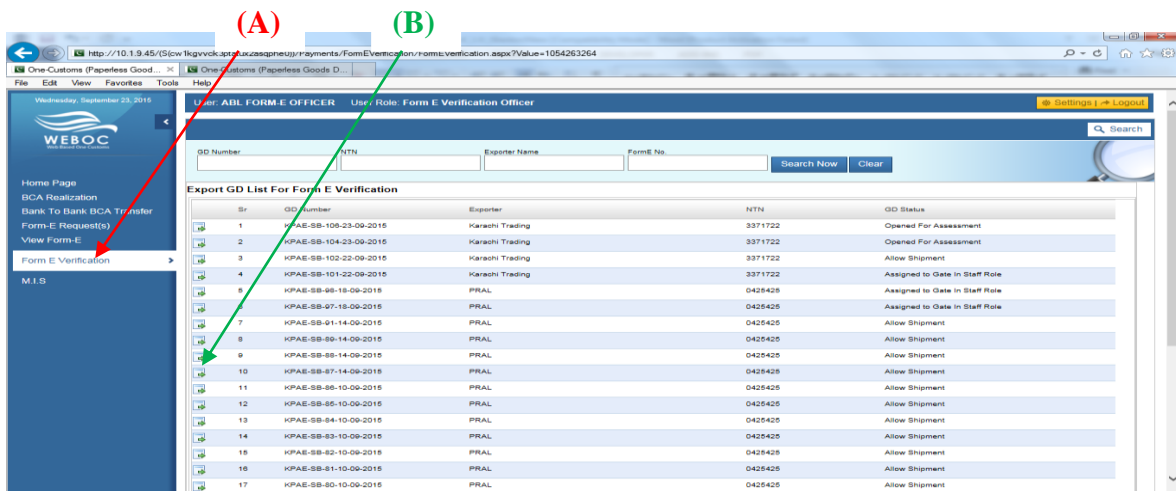 (A) (B)
http://10.1.9.45/(S(cw1kgvvck3ptafux2asqphe0))/Payments/FormEVerification/FormEVerification.aspx?Value=1054263264
One-Customs (Paperless Good... One-Customs (Paperless Goods D...
File Edit View Favorites Tools Help
Wednesday, September 23, 2015
User: ABL FORM-E OFFICER User Role: Form E Verification Officer
Settings | Logout
WEBOC
Web Based One Customs
Search
GD Number NTN Exporter Name FormE No.
Search Now Clear
Home Page
BCA Realization
Bank To Bank BCA Transfer
Form-E Request(s)
View Form-E
Form E Verification
M.I.S
Export GD List For Form E Verification
Sr GD Number Exporter NTN GD Status
1 KPAE-SB-106-23-09-2015 Karachi Trading 3371722 Opened For Assessment
2 KPAE-SB-104-23-09-2015 Karachi Trading 3371722 Opened For Assessment
3 KPAE-SB-102-22-09-2015 Karachi Trading 3371722 Allow Shipment
4 KPAE-SB-101-22-09-2015 Karachi Trading 3371722 Assigned to Gate In Staff Role
5 KPAE-SB-98-18-09-2015 PRAL 0425425 Assigned to Gate In Staff Role
6 KPAE-SB-97-18-09-2015 PRAL 0425425 Assigned to Gate In Staff Role
7 KPAE-SB-91-14-09-2015 PRAL 0425425 Allow Shipment
8 KPAE-SB-89-14-09-2015 PRAL 0425425 Allow Shipment
9 KPAE-SB-88-14-09-2015 PRAL 0425425 Allow Shipment
10 KPAE-SB-87-14-09-2015 PRAL 0425425 Allow Shipment
11 KPAE-SB-86-10-09-2015 PRAL 0425425 Allow Shipment
12 KPAE-SB-85-10-09-2015 PRAL 0425425 Allow Shipment
13 KPAE-SB-84-10-09-2015 PRAL 0425425 Allow Shipment
14 KPAE-SB-83-10-09-2015 PRAL 0425425 Allow Shipment
15 KPAE-SB-82-10-09-2015 PRAL 0425425 Allow Shipment
16 KPAE-SB-81-10-09-2015 PRAL 0425425 Allow Shipment
17 KPAE-SB-80-10-09-2015 PRAL 0425425 Allow Shipment